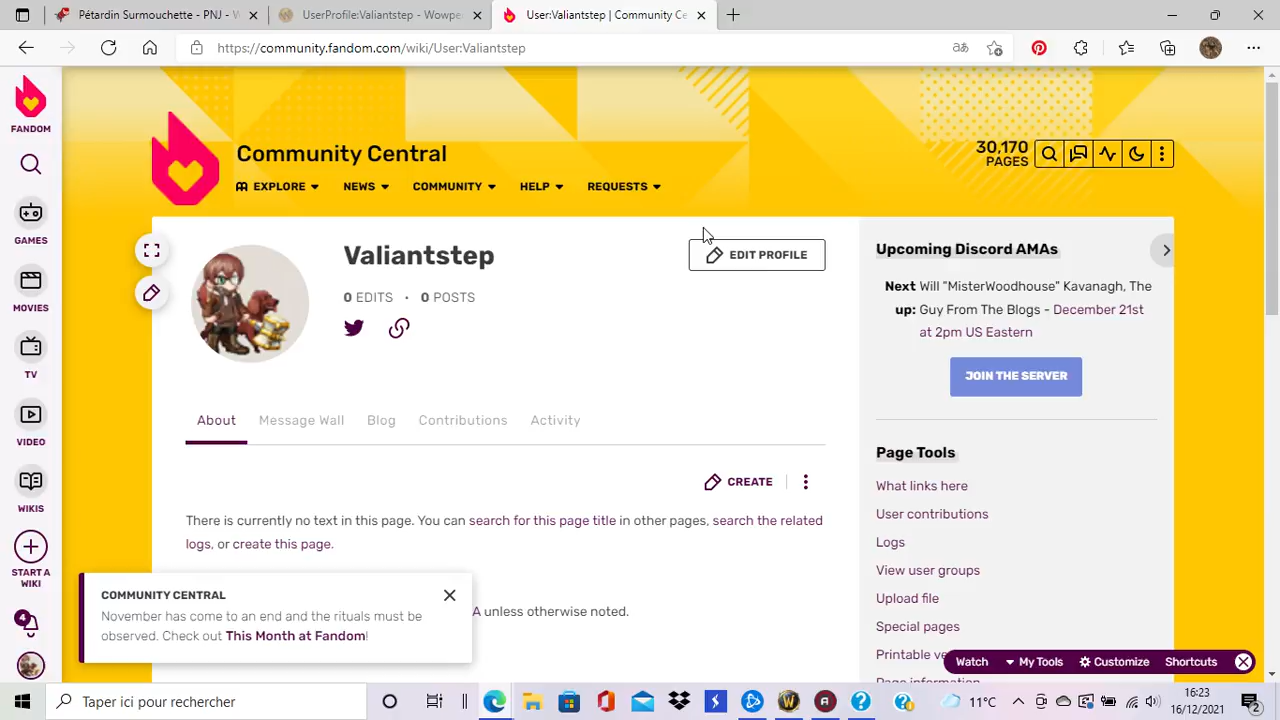 Pétardin Simucuit - PNJ - Wowpe
Community Central | Community Ce
https://community.fandom.com/wiki/User:Valiantstep
FANDOM
GAMES
MOVIES
TV
VIDEO
WIKIS
START A
WIKI
4
Community Central
EXPLORE
NEWS
COMMUNITY
HELP
REQUESTS
30,170
PAGES
Valiantstep
EDIT PROFILE
0 EDITS • 0 POSTS
About
Message Wall
Blog
Contributions
Activity
CREATE
There is currently no text in this page. You can search for this page title in other pages, search the related
logs, or create this page.
A unless otherwise noted.
COMMUNITY CENTRAL
November has come to an end and the rituals must be
observed. Check out This Month at Fandom!
Upcoming Discord AMAs
Next Will "MisterWoodhouse" Kavanagh, The
up: Guy From The Blogs - December 21st
at 2pm US Eastern
JOIN THE SERVER
Page Tools
What links here
User contributions
Logs
View user groups
Upload file
Special pages
Printable ve
Watch
My Tools
Customize
Shortcuts
Taper ici pour rechercher
11°C
16:23
16/12/2021
2